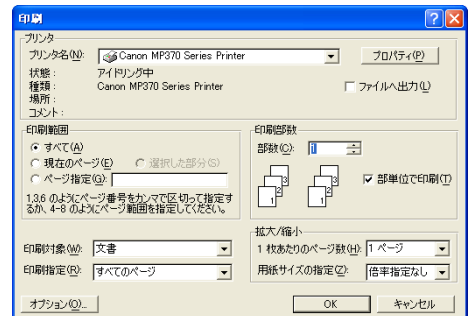 印刷
プリンタ
プリンタ名(N): Canon MP370 Series Printer プロパティ(P)
状態： アイドリング中
種類： Canon MP370 Series Printer ファイルへ出力(L)
場所：
コメント：
印刷範囲
すべて(A)
現在のページ(E) 選択した部分(S)
ページ指定(G):
1,3,6 のようにページ番号をカンマで区切って指定す
るか、4-8 のようにページ範囲を指定してください。
印刷部数
部数(C): 1
1 2 3 1 2 3
部単位で印刷(T)
印刷対象(W): 文書
印刷指定(R): すべてのページ
拡大/縮小
1 枚あたりのページ数(H): 1 ページ
用紙サイズの指定(Z): 倍率指定なし
オプション(O)... OK キャンセル